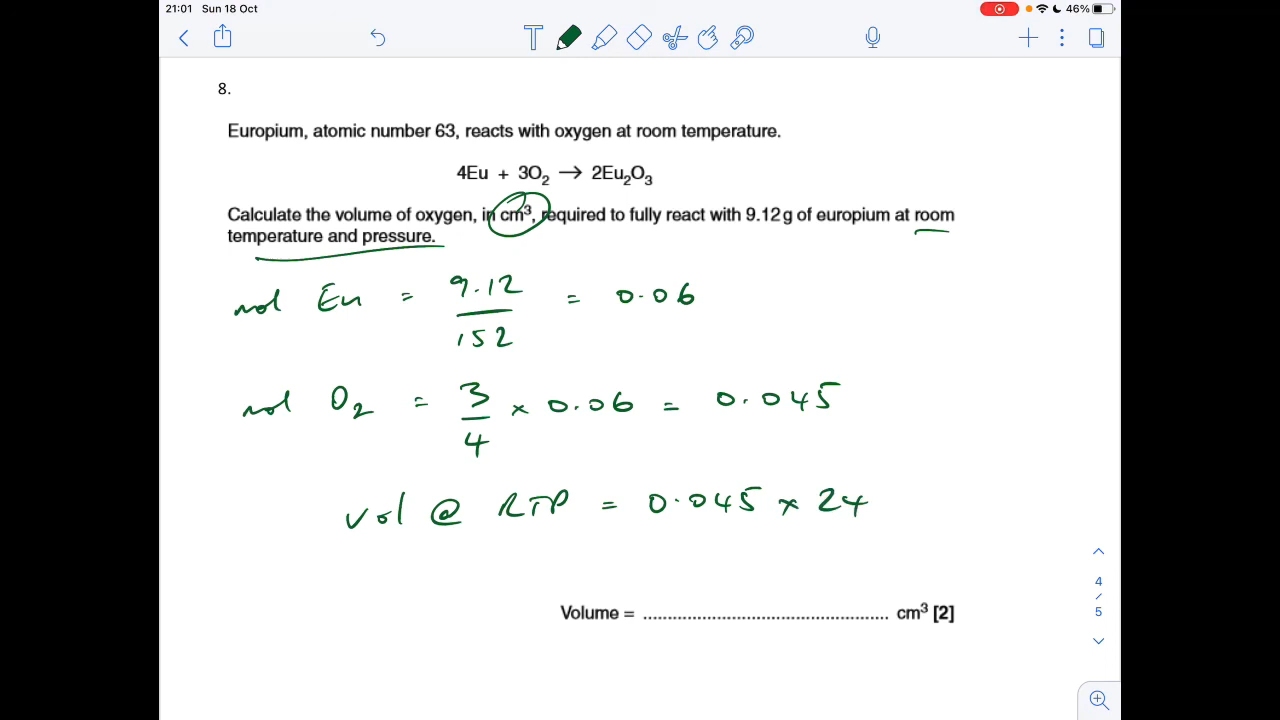 21:01 Sun 18 Oct 46%
T
8.
Europium, atomic number 63, reacts with oxygen at room temperature.
4Eu + 3O₂ → 2Eu₂O₃
Calculate the volume of oxygen, in cm³, required to fully react with 9.12 g of europium at room
temperature and pressure.
mol Eu = 9.12 / 152 = 0.06
mol O₂ = 3 / 4 × 0.06 = 0.045
vol @ RTP = 0.045 × 24
Volume = .................................................... cm³ [2]
4
/
5